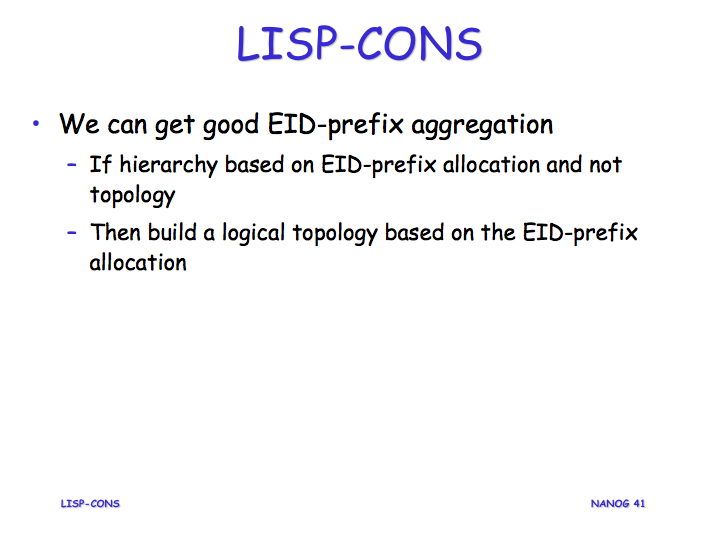 LISP-CONS
• We can get good EID-prefix aggregation
– If hierarchy based on EID-prefix allocation and not
topology
– Then build a logical topology based on the EID-prefix
allocation
LISP-CONS
NANOG 41